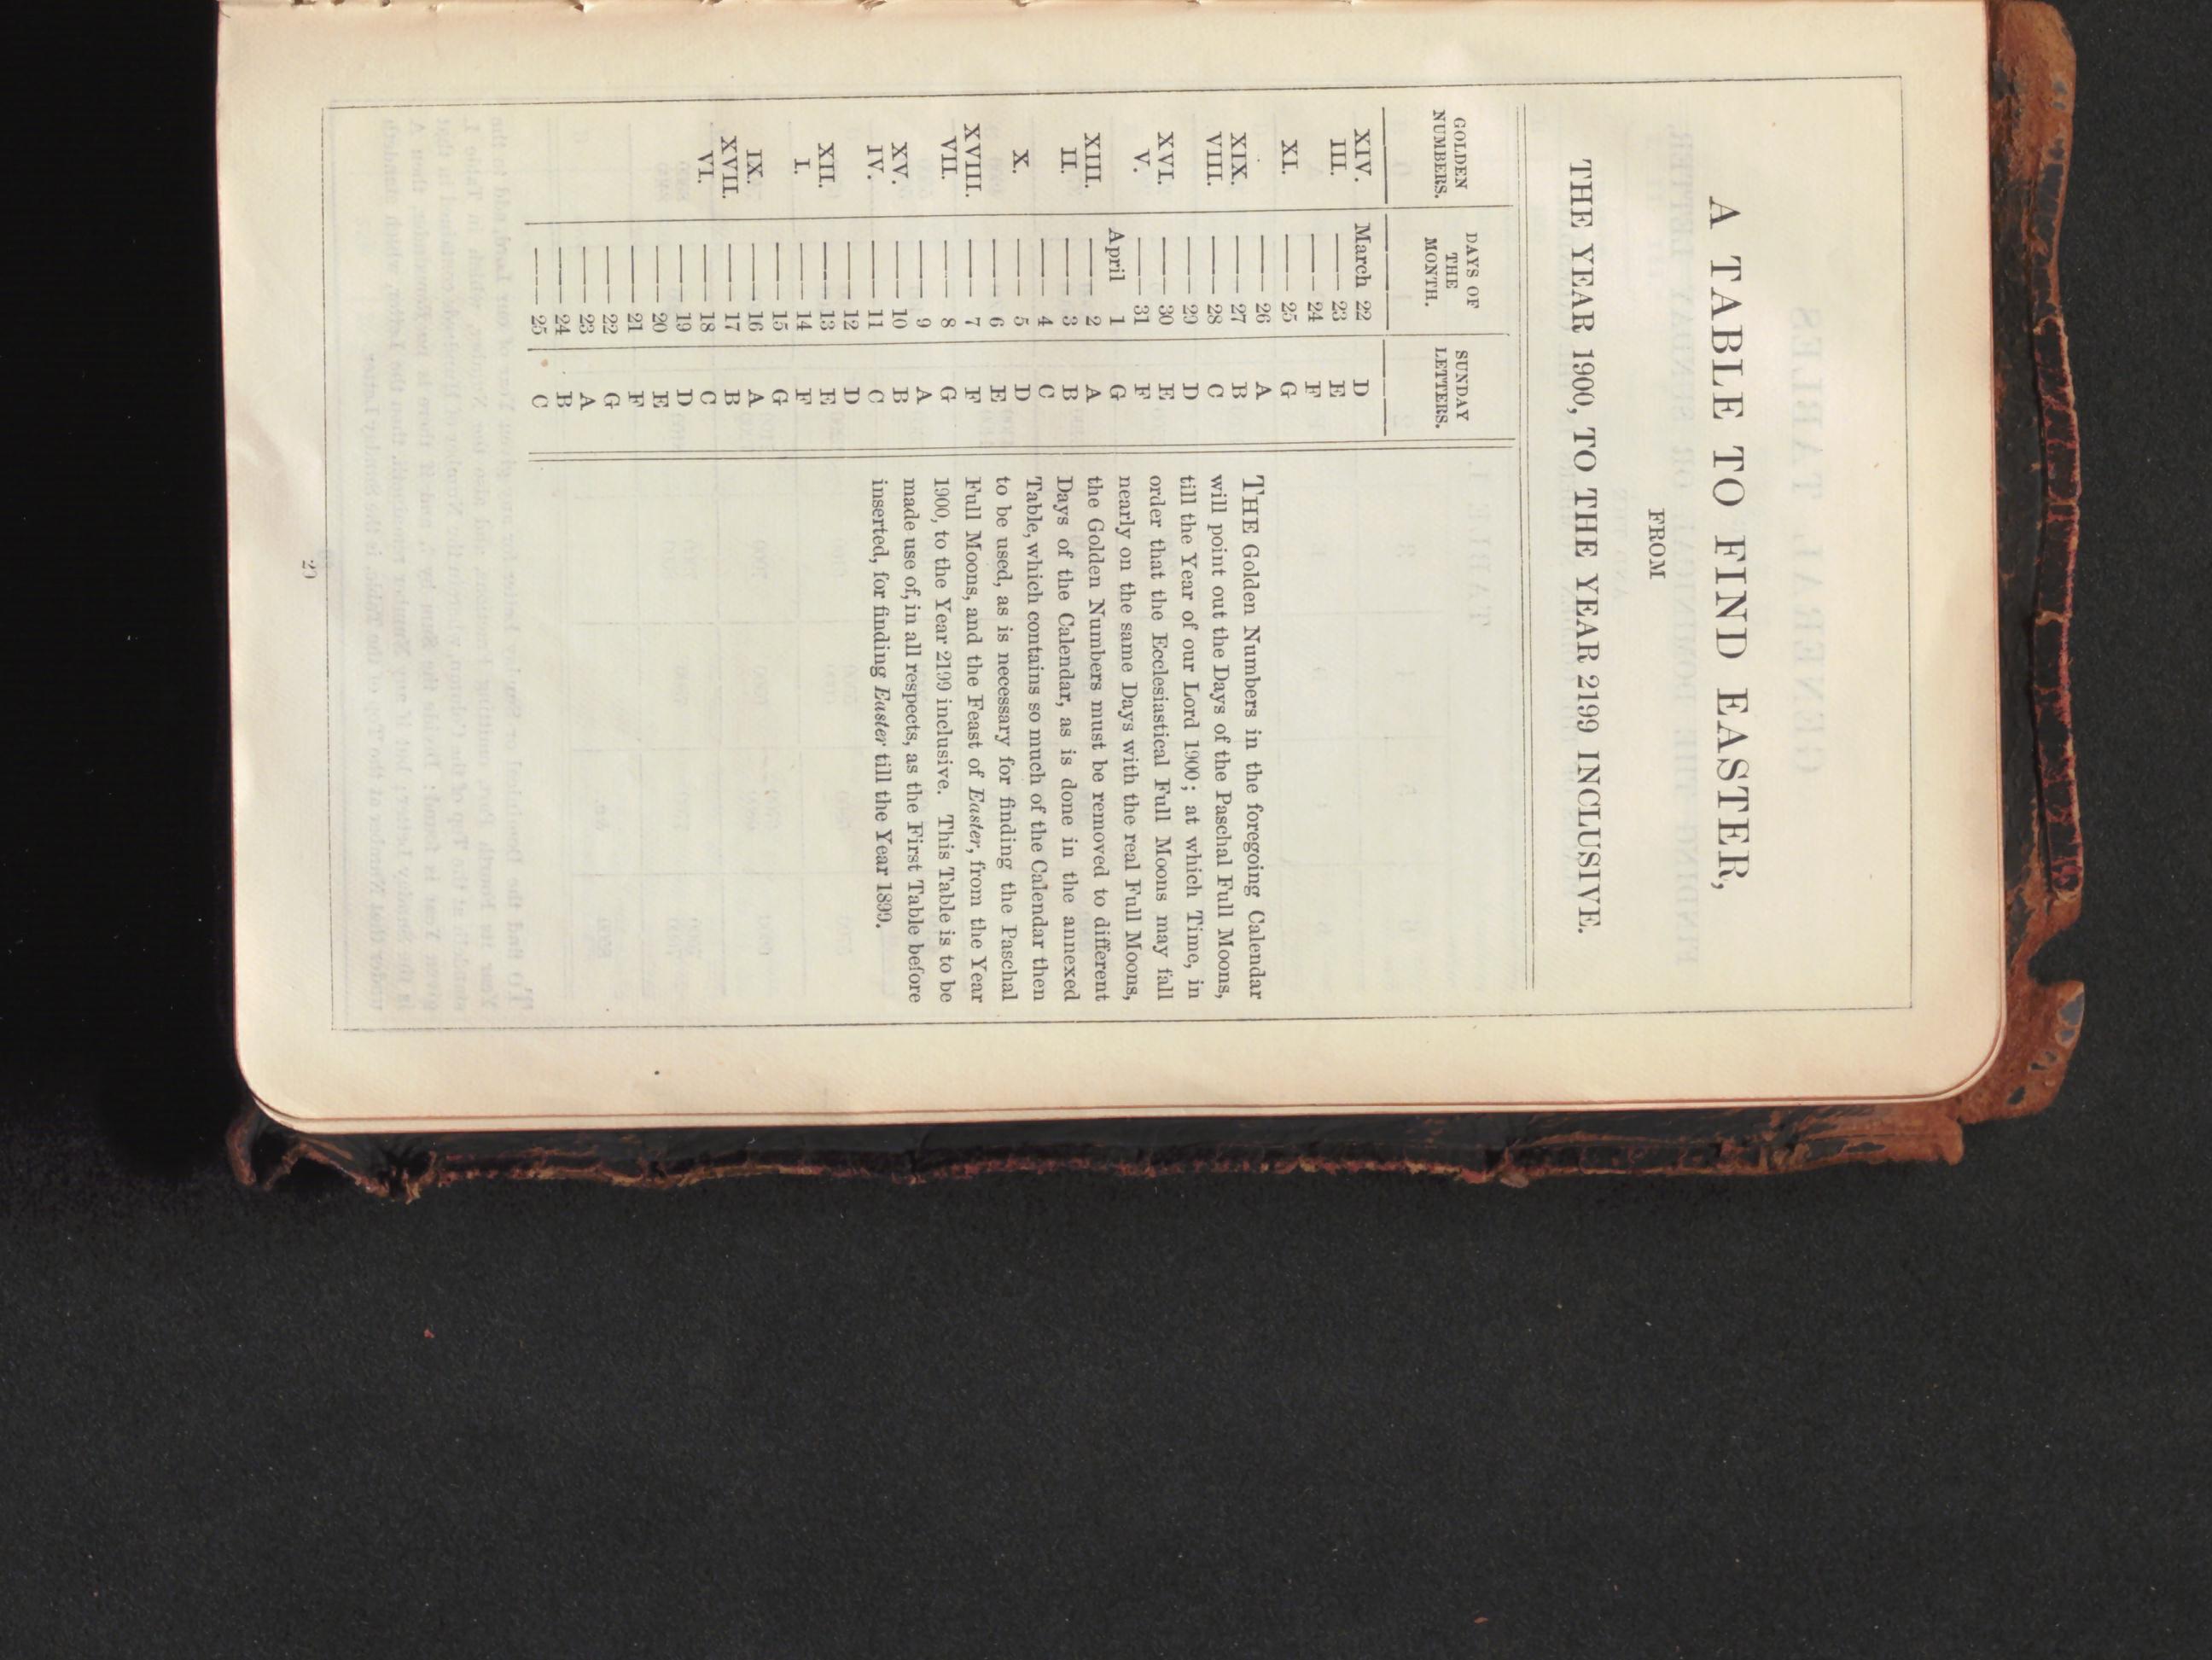 A TABLE TO FIND EASTER,
FROM
THE YEAR 1900, TO THE YEAR 2199 INCLUSIVE.
GOLDEN NUMBERS. DAYS OF THE MONTH. SUNDAY LETTERS.
XIV. March 22 D
III. —— 23 E
—— 24 F
XI. —— 25 G
—— 26 A
XIX. —— 27 B
VIII. —— 28 C
—— 29 D
XVI. —— 30 E
V. —— 31 F
April 1 G
XIII. —— 2 A
II. —— 3 B
—— 4 C
X. —— 5 D
—— 6 E
XVIII. —— 7 F
VII. —— 8 G
—— 9 A
XV. —— 10 B
IV. —— 11 C
—— 12 D
XII. —— 13 E
I. —— 14 F
—— 15 G
IX. —— 16 A
XVII. —— 17 B
VI. —— 18 C
—— 19 D
—— 20 E
—— 21 F
—— 22 G
—— 23 A
—— 24 B
—— 25 C
THE Golden Numbers in the foregoing Calendar
will point out the Days of the Paschal Full Moons,
till the Year of our Lord 1900; at which Time, in
order that the Ecclesiastical Full Moons may fall
nearly on the same Days with the real Full Moons,
the Golden Numbers must be removed to different
Days of the Calendar, as is done in the annexed
Table, which contains so much of the Calendar then
to be used, as is necessary for finding the Paschal
Full Moons, and the Feast of Easter, from the Year
1900, to the Year 2199 inclusive. This Table is to be
made use of, in all respects, as the First Table before
inserted, for finding Easter till the Year 1899.
29